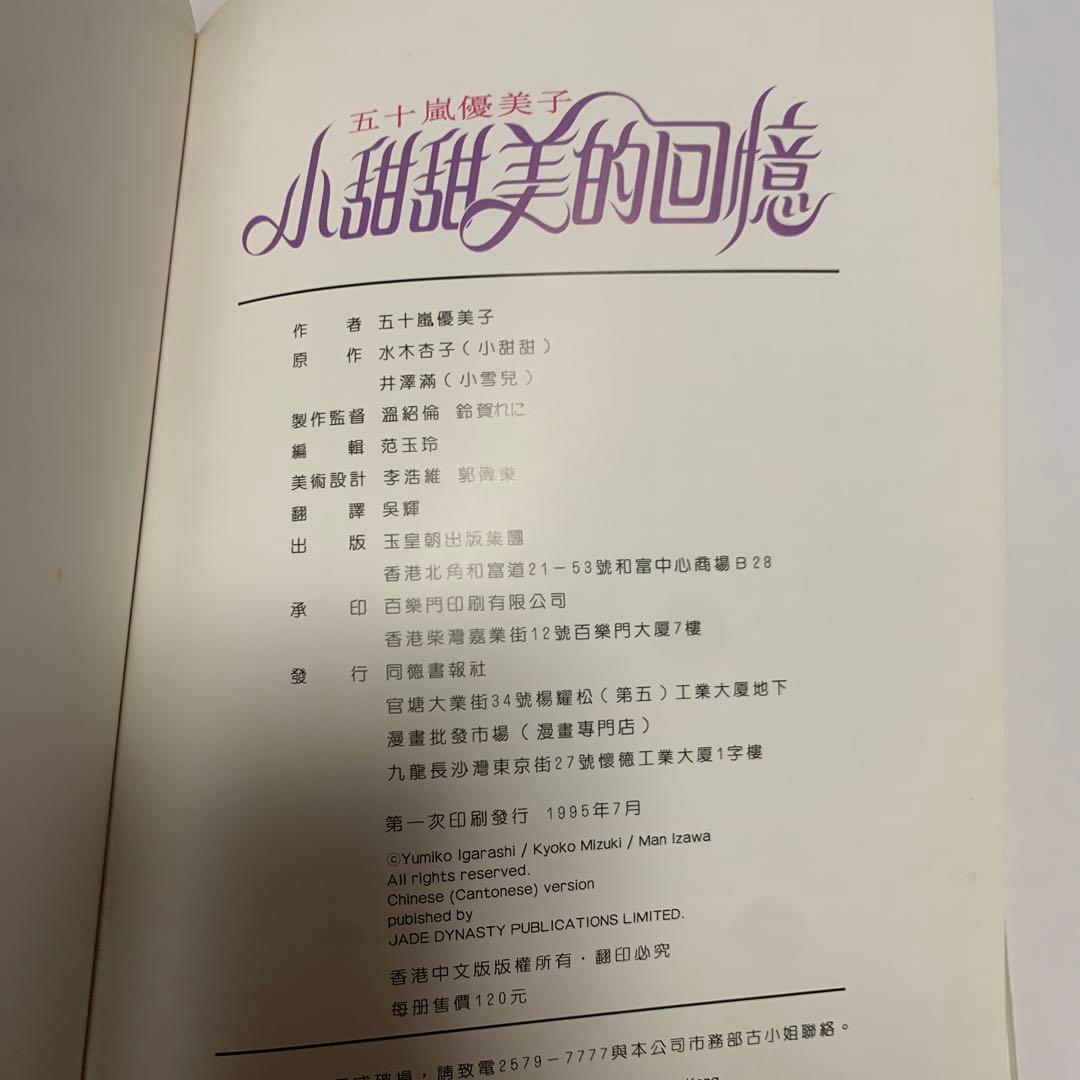 五十嵐優美子
小甜甜美的回憶
作者 五十嵐優美子
原作 水木杏子(小甜甜)
井澤滿(小雪兒)
製作監督 溫紹倫 鈴賀れに
編輯 范玉玲
美術設計 李浩維 郭偉樂
翻譯 吳輝
出版 玉皇朝出版集團
香港北角和富道21-53號和富中心商場B28
承印 百樂門印刷有限公司
香港柴灣嘉業街12號百樂門大厦7樓
發行 同德書報社
官塘大業街34號楊耀松(第五)工業大厦地下
漫畫批發市場(漫畫專門店)
九龍長沙灣東京街27號懷德工業大厦1字樓
第一次印刷發行 1995年7月
©Yumiko Igarashi / Kyoko Mizuki / Man Izawa
All rights reserved.
Chinese (Cantonese) version
pubished by
JADE DYNASTY PUBLICATIONS LIMITED.
香港中文版版權所有·翻印必究
每册售價120元
破損,請致電2579-7777與本公司市務部古小姐聯絡。